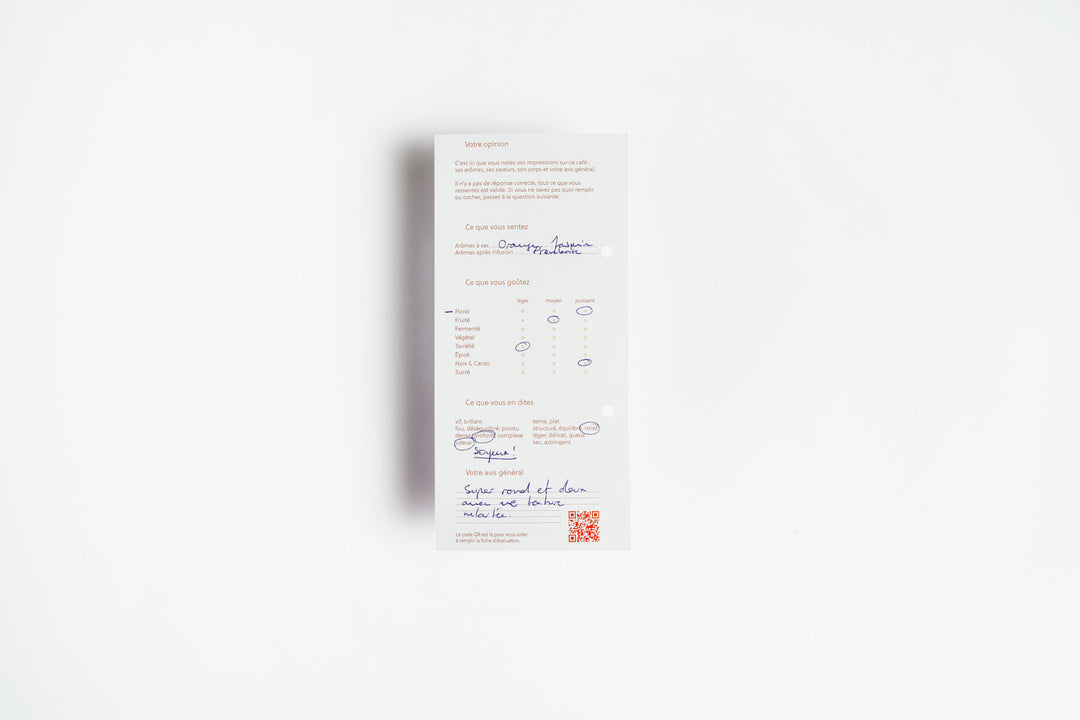 Votre opinion
C'est ici que vous notez vos impressions sur ce café :
ses arômes, ses saveurs, son corps et votre avis général.
Il n'y a pas de réponse correcte, tout ce que vous
ressentez est valide. Si vous ne savez pas quoi remplir
ou cocher, passez à la question suivante.
Ce que vous sentez
Arômes à sec Orange, Jasmin
Arômes après infusion
Ce que vous goûtez
léger moyen puissant
Floral
Fruité
Fermenté
Végétal
Torréfié
Épicé
Noix & Cacao
Sucré
Ce que vous en dites
vif, brillant
fou, déséquilibré, pointu
dense, profond, complexe
juteux
terne, plat
structuré, équilibré, rond
léger, délicat, queux
sec, astringent
Soyeux!
Votre avis général
Super rond et doux
avec une texture
veloutée.
Le code QR est là pour vous aider
à remplir la fiche d'évaluation.